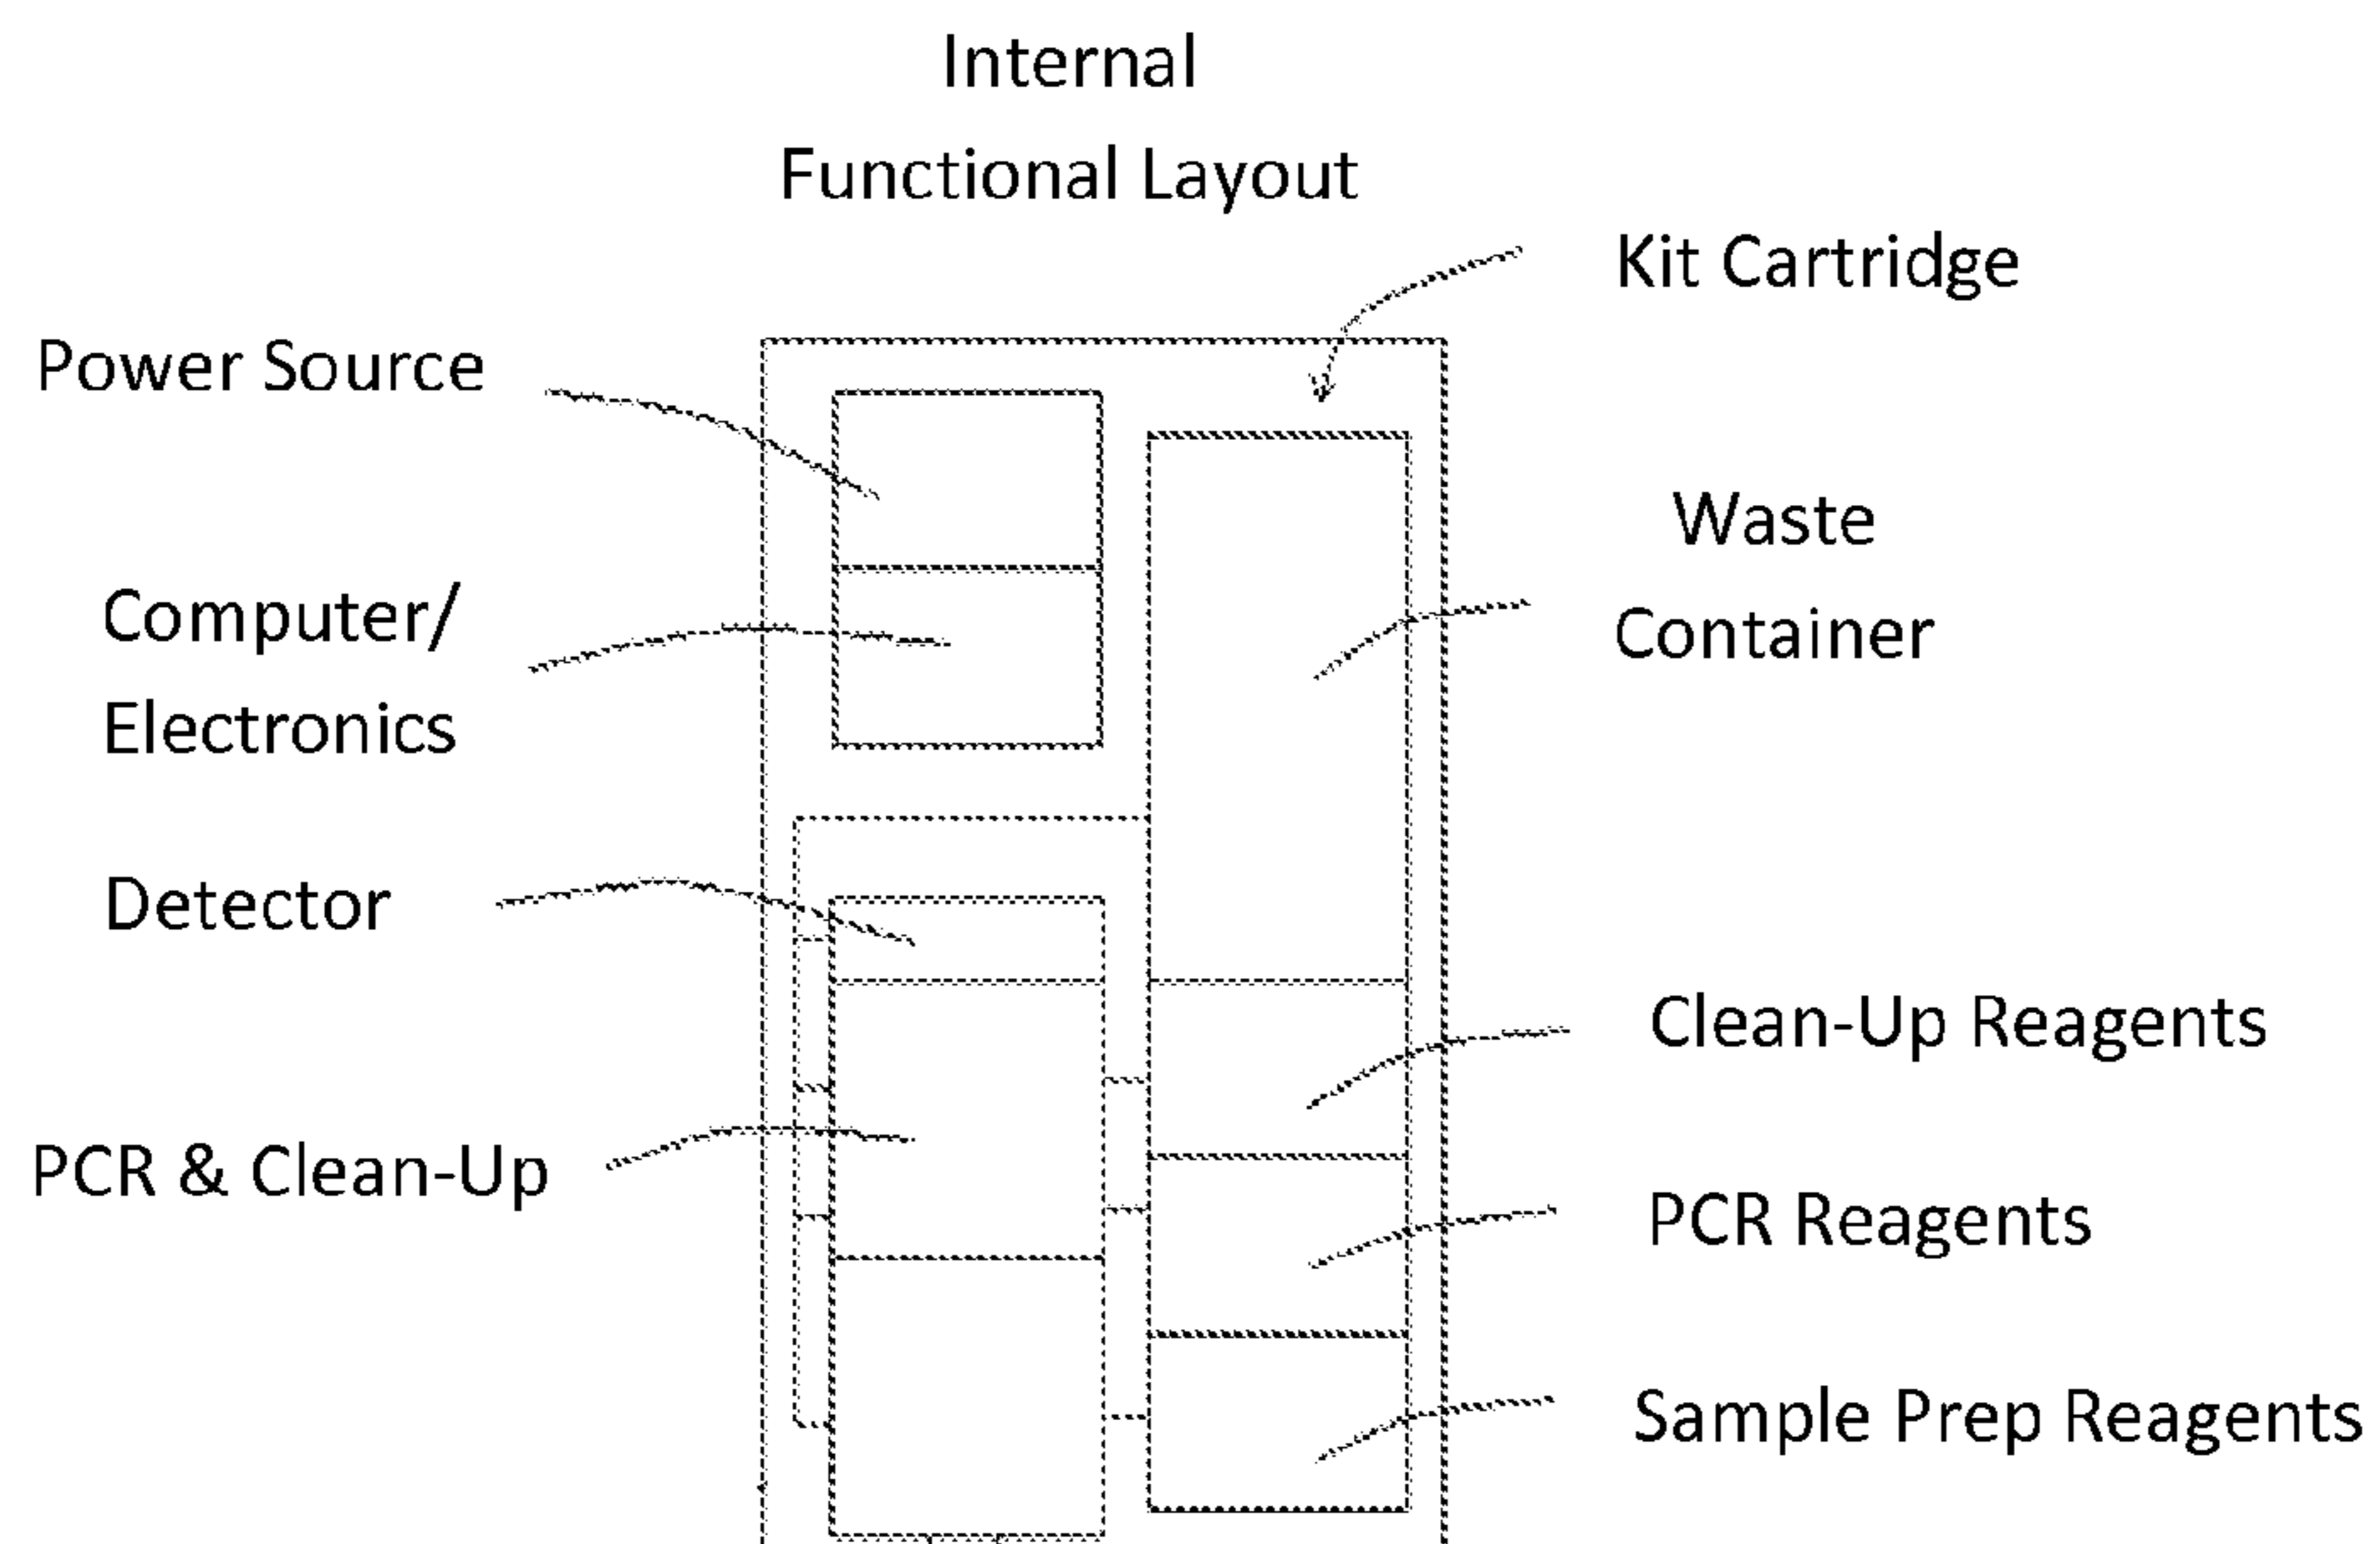 Internal
Functional Layout
Kit Cartridge
Power Source
Waste
Container
Computer/
Electronics
Detector
Clean-Up Reagents
PCR & Clean-Up
PCR Reagents
Sample Prep Reagents